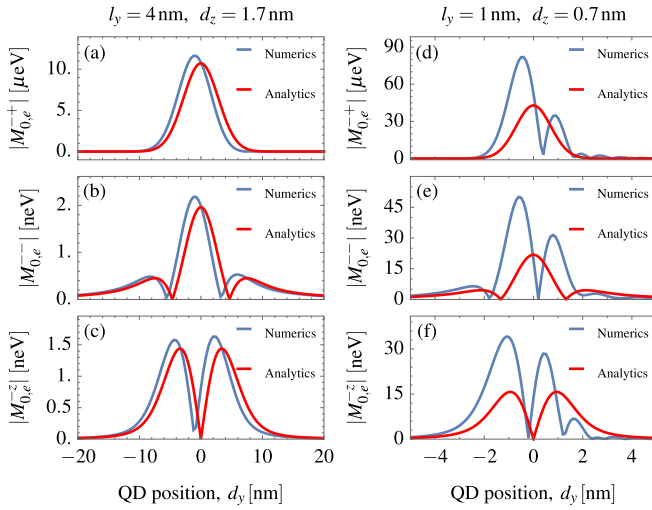 l_y = 4 nm, d_z = 1.7 nm
l_y = 1 nm, d_z = 0.7 nm
(a)
Numerics
Analytics
|M_{0,e}^{-+}| [μeV]
10.
5.
0.
(d)
Numerics
Analytics
|M_{0,e}^{-+}| [μeV]
90
60
30
0
(b)
Numerics
Analytics
|M_{0,e}^{--}| [neV]
2.
1.
0.
(e)
Numerics
Analytics
|M_{0,e}^{--}| [neV]
45
30
15
0
(c)
Numerics
Analytics
|M_{0,e}^{-z}| [neV]
1.5
1.
0.5
0.
−20 −10 0 10 20
QD position, d_y [nm]
(f)
Numerics
Analytics
|M_{0,e}^{-z}| [neV]
30
15
0
−4 −2 0 2 4
QD position, d_y [nm]